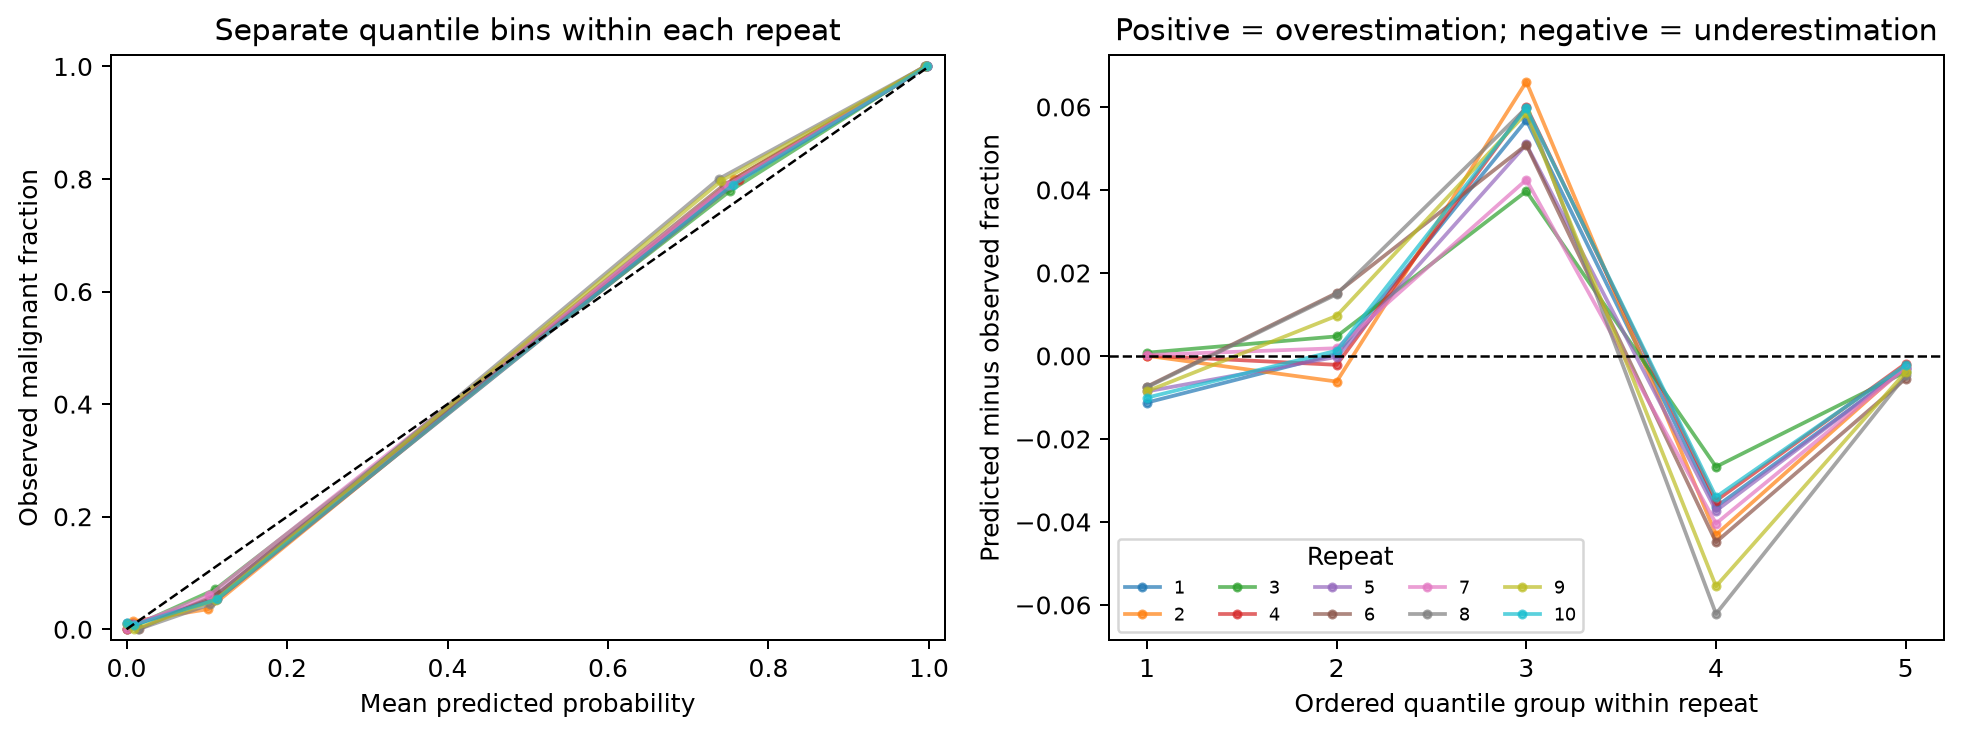 Separate quantile bins within each repeat
Observed malignant fraction
1.0
0.8
0.6
0.4
0.2
0.0
0.0 0.2 0.4 0.6 0.8 1.0
Mean predicted probability
Positive = overestimation; negative = underestimation
Predicted minus observed fraction
0.06
0.04
0.02
0.00
−0.02
−0.04
−0.06
Repeat
1 3 5 7 9
2 4 6 8 10
1 2 3 4 5
Ordered quantile group within repeat